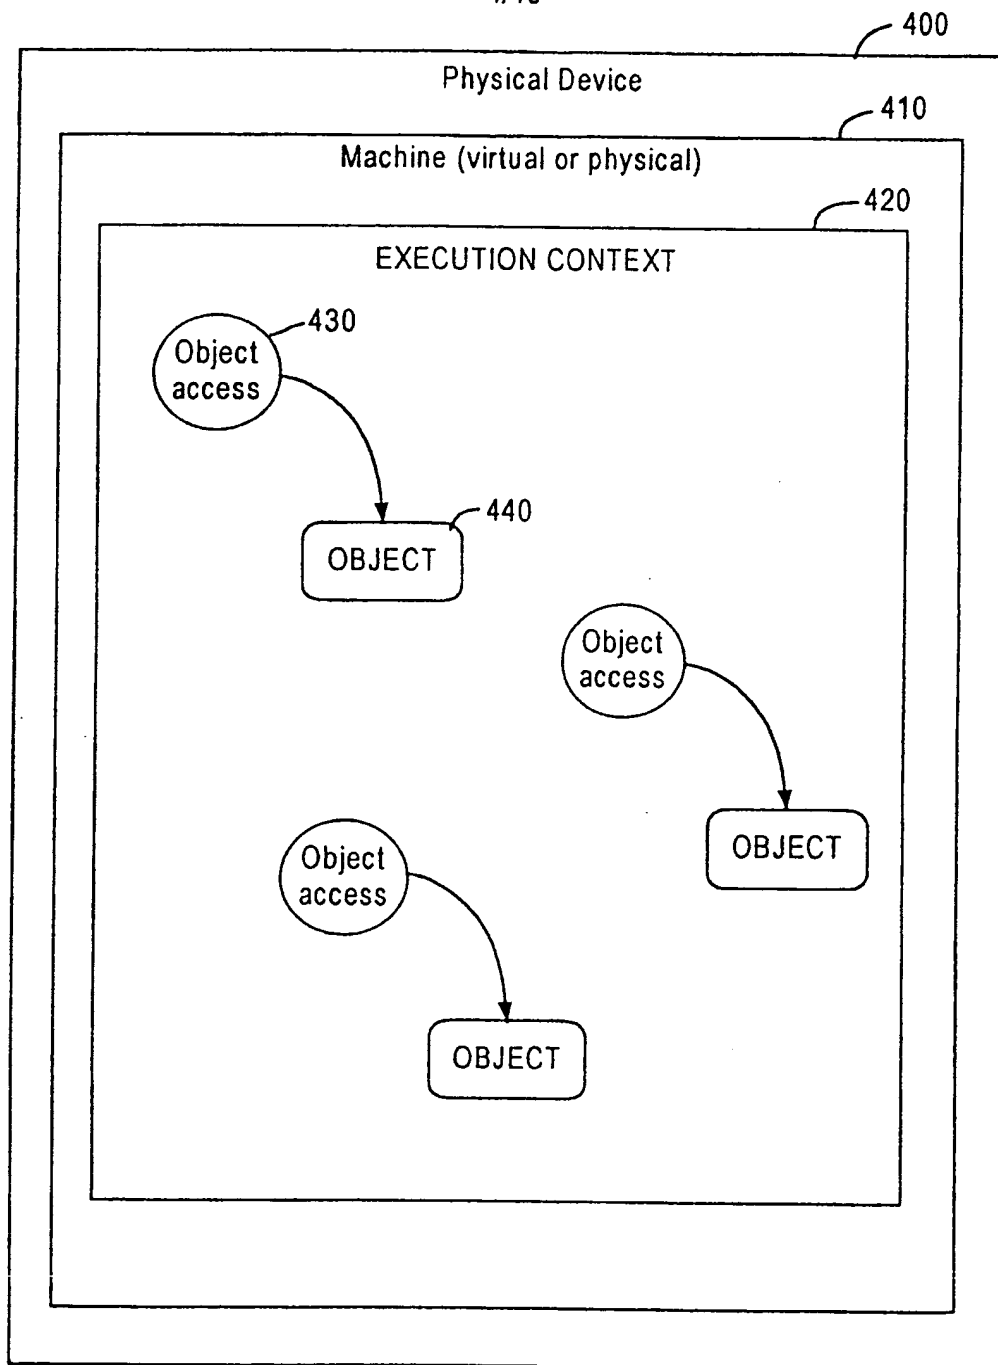 400
Physical Device
410
Machine (virtual or physical)
420
EXECUTION CONTEXT
430
Object
access
440
OBJECT
Object
access
OBJECT
Object
access
OBJECT